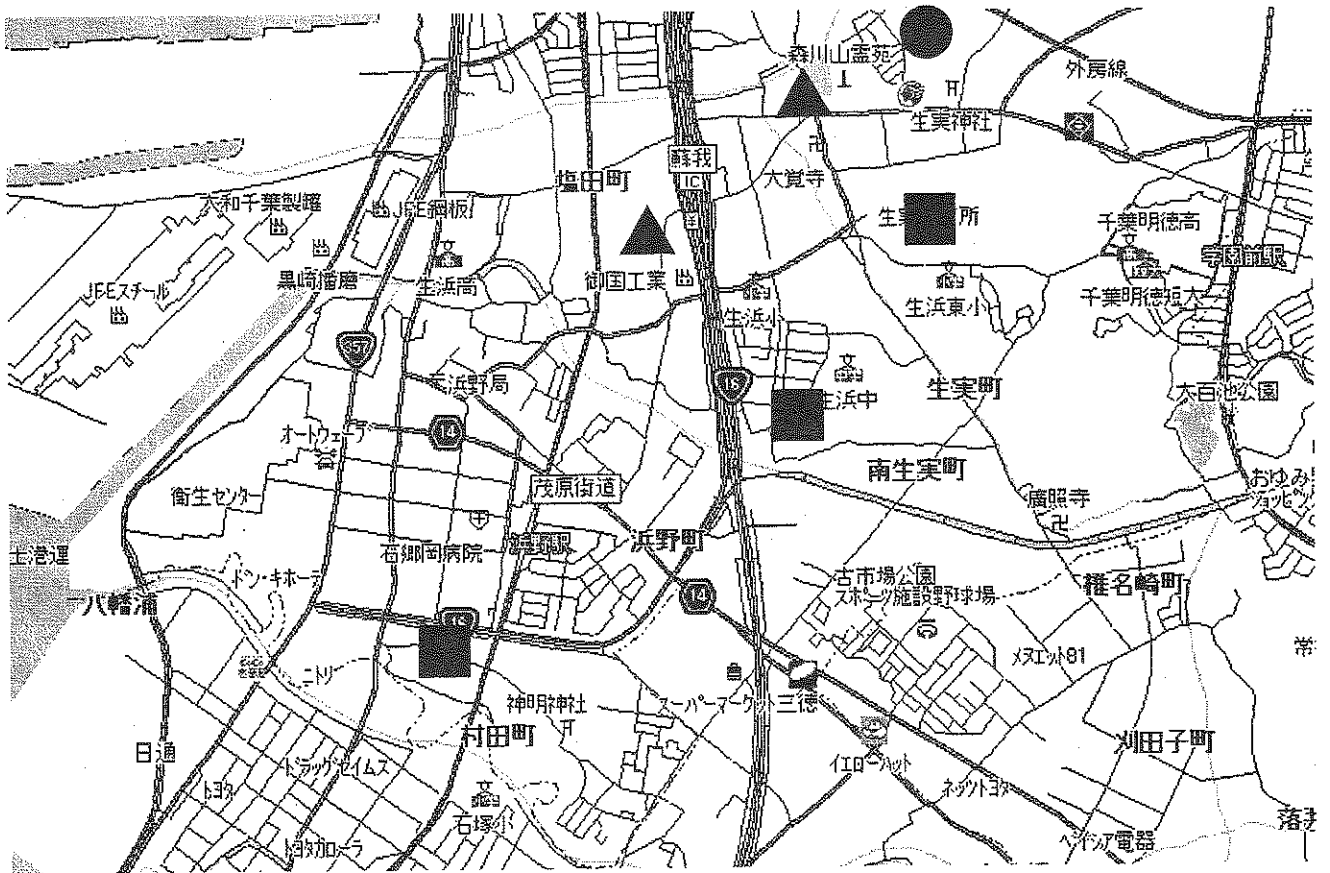 森川山霊苑
外房線
生実神社
蘇我
IC
大覚寺
塩田町
大和千葉製罐
JFE鋼板
生実
所
千葉明徳高
学園前駅
黒崎播磨
生浜高
御国工業
JFEスチール
生浜小
生浜東小
千葉明徳短大
357
浜野局
16
生浜中
生実町
大百池公園
オートウェーブ
14
南生実町
茂原街道
衛生センター
廣照寺
おゆみ
石郷岡病院
浜野駅
浜野町
土港運
ドン・キホーテ
古市場公園
スポーツ施設野球場
椎名崎町
八幡浦
14
メヌエット81
常
ニトリ
神明神社
スーパーマーケット三徳
村田町
刈田子町
日通
ドラッグセイムス
イエローハット
トヨタ
ネッツトヨタ
石塚小
落井
トヨタカローラ
ベイシア電器